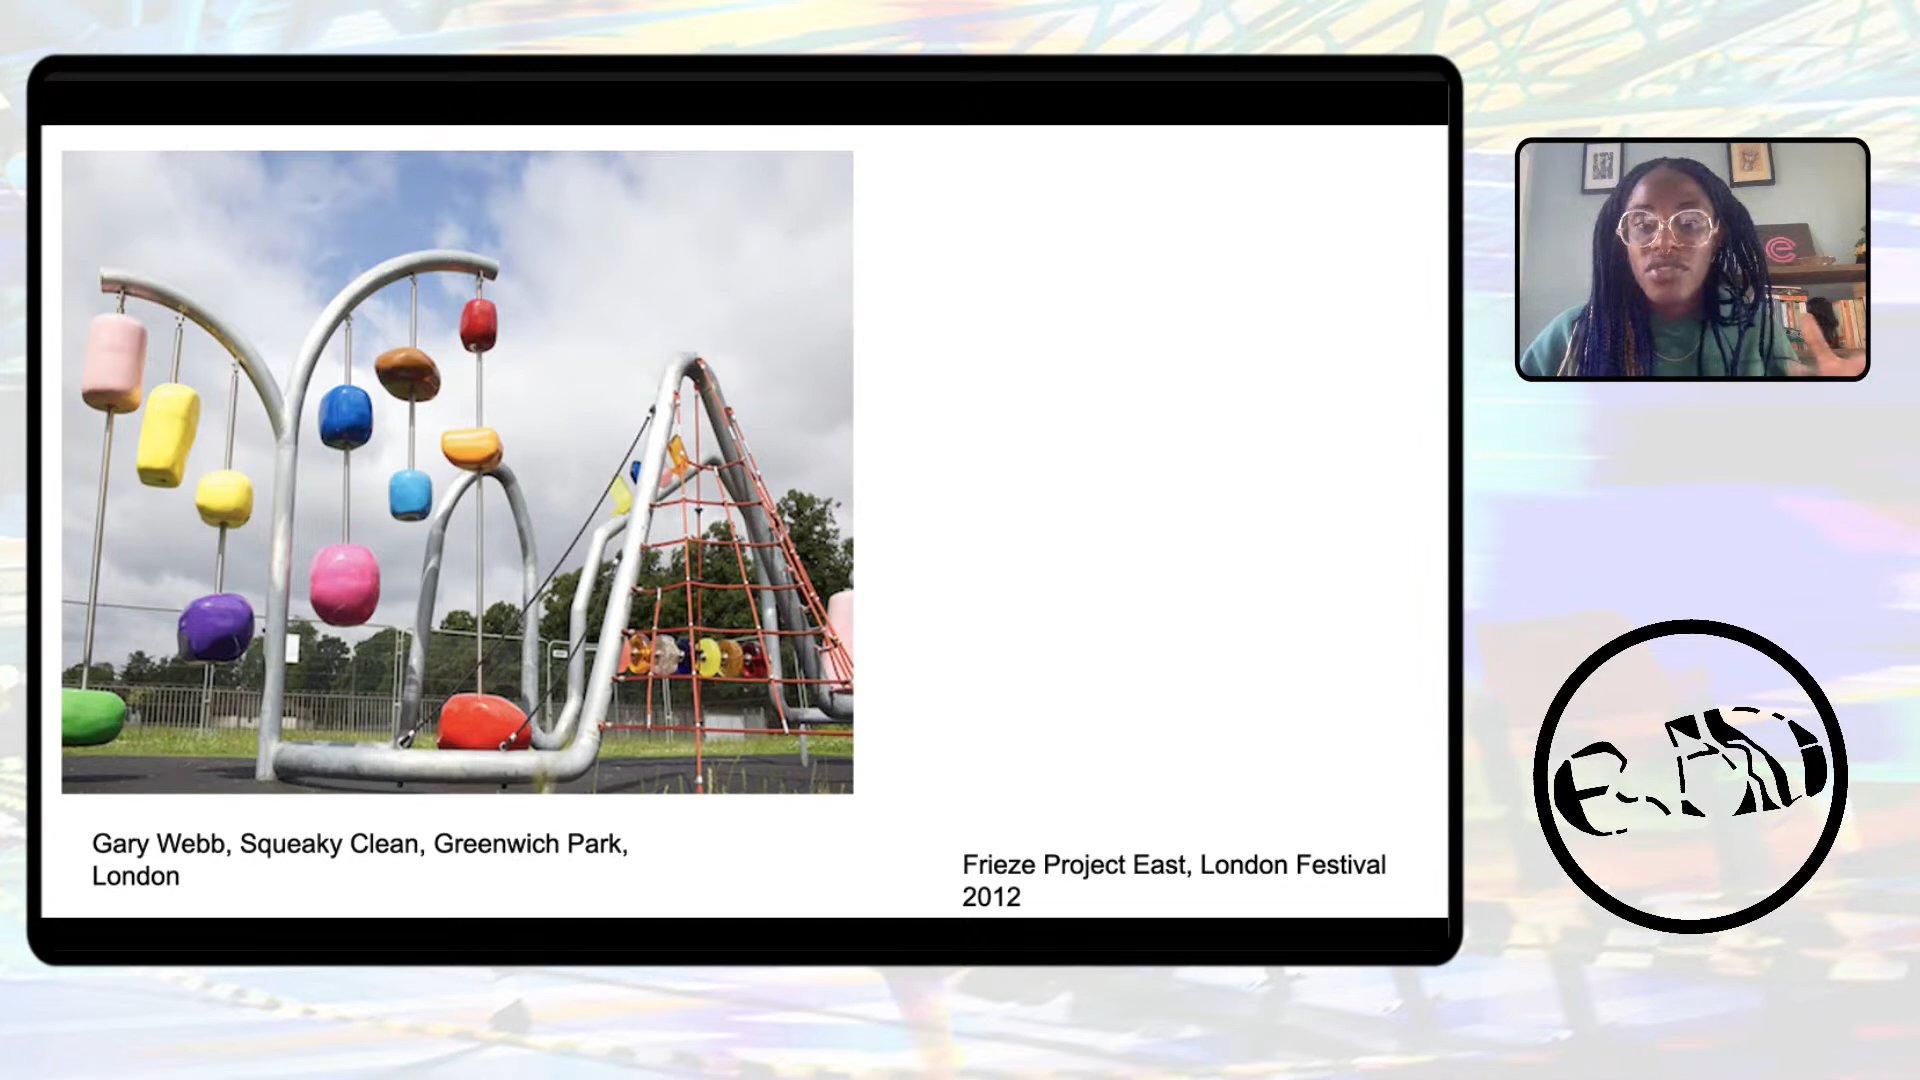 Gary Webb, Squeaky Clean, Greenwich Park,
London
Frieze Project East, London Festival
2012
e